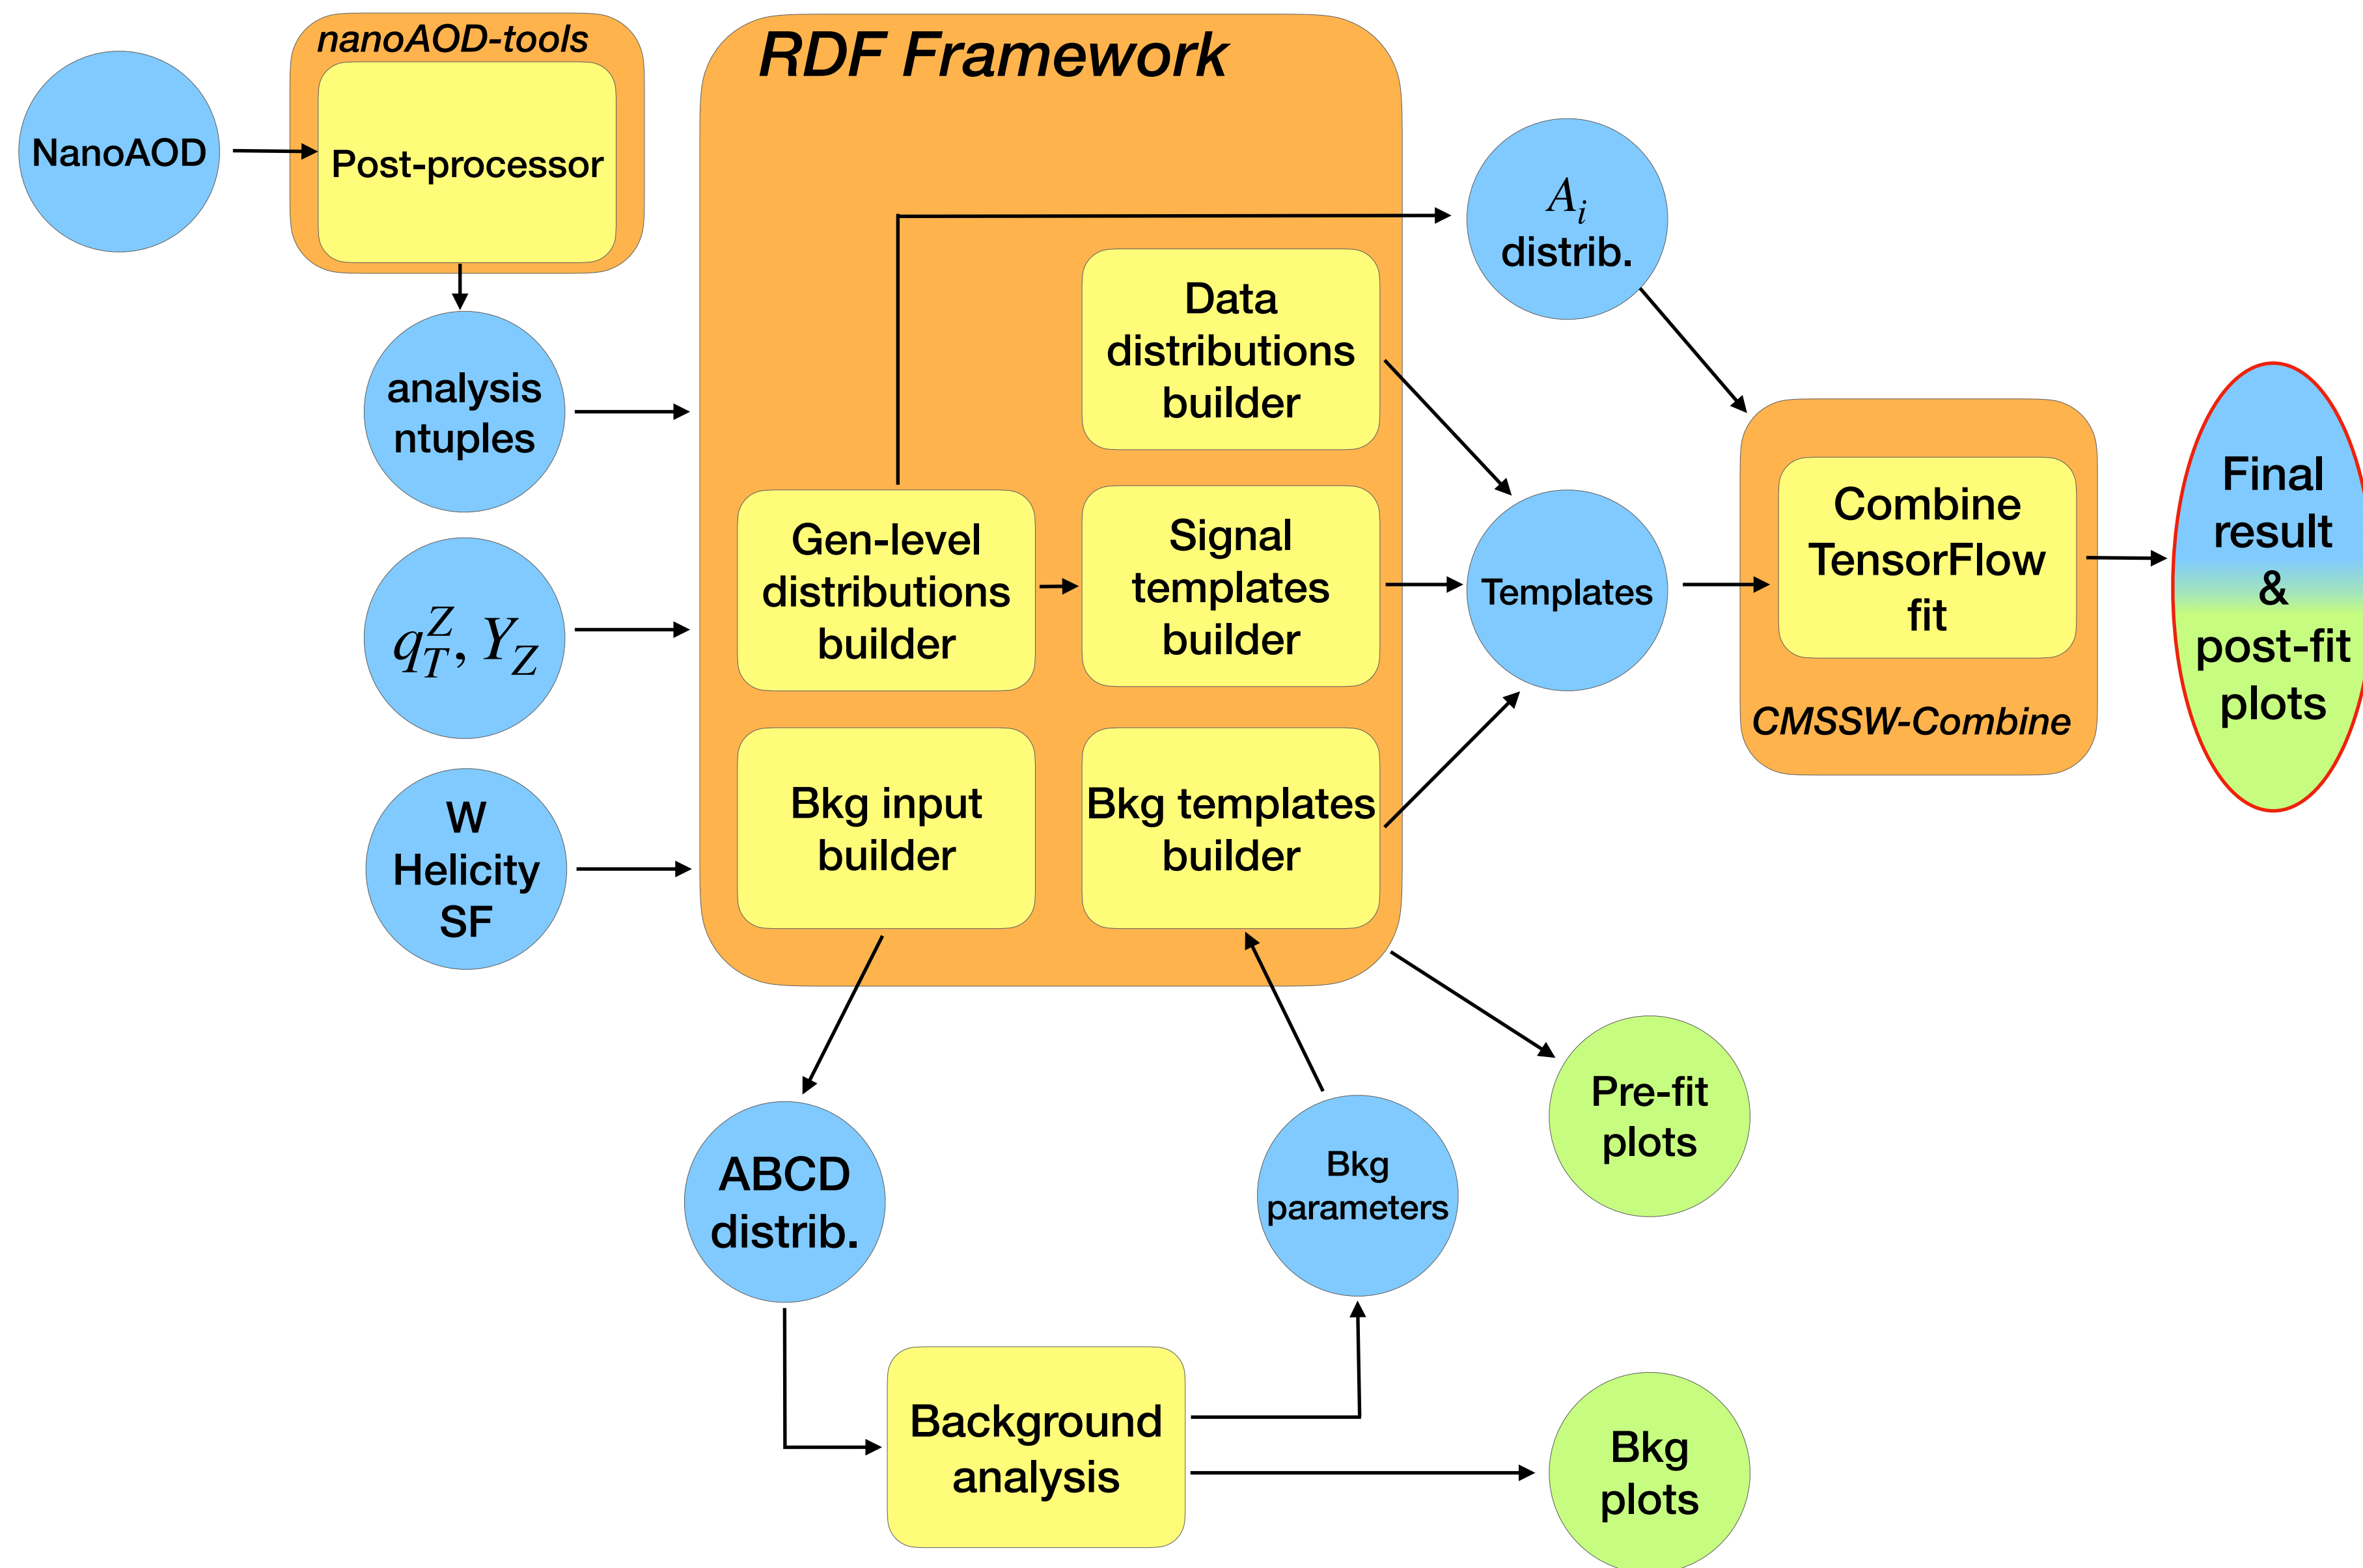 nanoAOD-tools
RDF Framework
NanoAOD
Post-processor
A_i
distrib.
Data
distributions
builder
analysis
ntuples
Gen-level
distributions
builder
Signal
templates
builder
Templates
Combine
TensorFlow
fit
CMSSW-Combine
Final
result
&
post-fit
plots
q_T^Z, Y_Z
W
Helicity
SF
Bkg input
builder
Bkg templates
builder
Pre-fit
plots
ABCD
distrib.
Bkg
parameters
Background
analysis
Bkg
plots